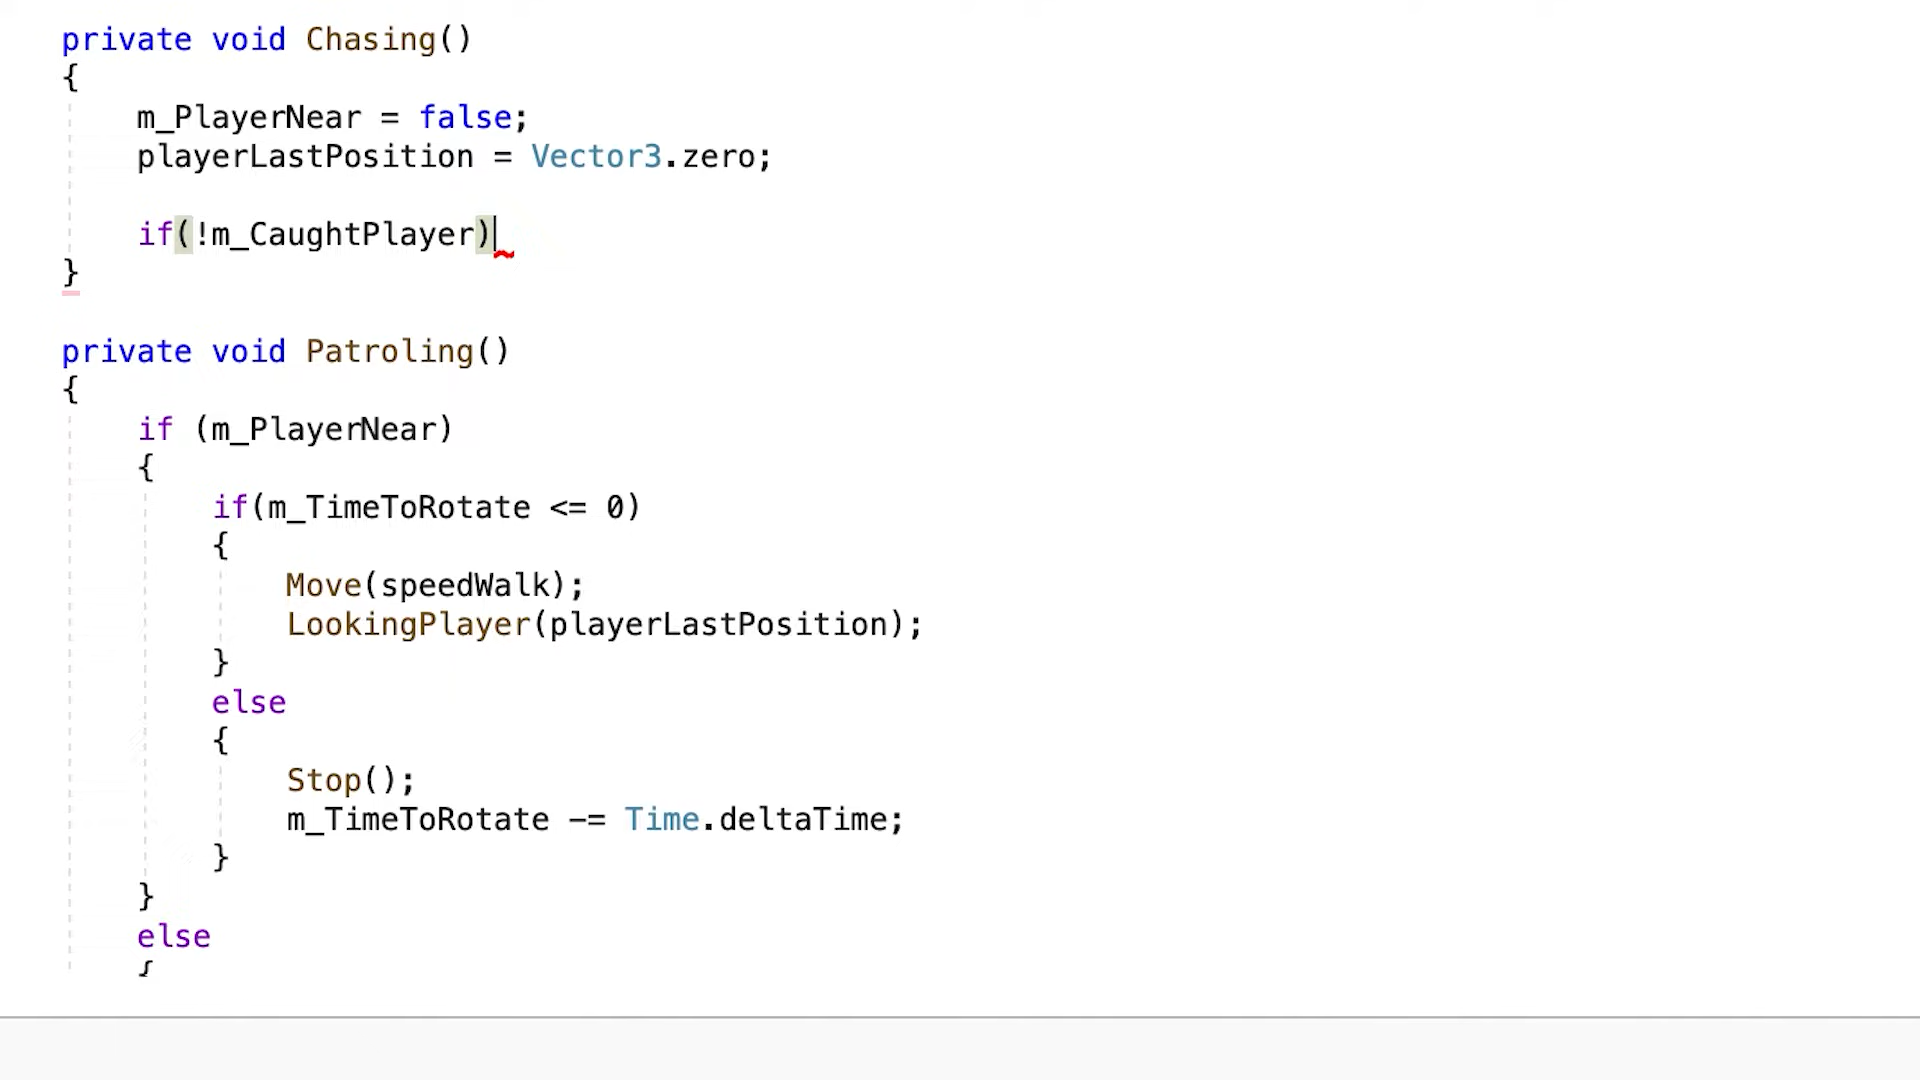 private void Chasing()
{
m_PlayerNear = false;
playerLastPosition = Vector3.zero;
if(!m_CaughtPlayer)
}
private void Patroling()
{
if (m_PlayerNear)
{
if(m_TimeToRotate <= 0)
{
Move(speedWalk);
LookingPlayer(playerLastPosition);
}
else
{
Stop();
m_TimeToRotate -= Time.deltaTime;
}
}
else
{